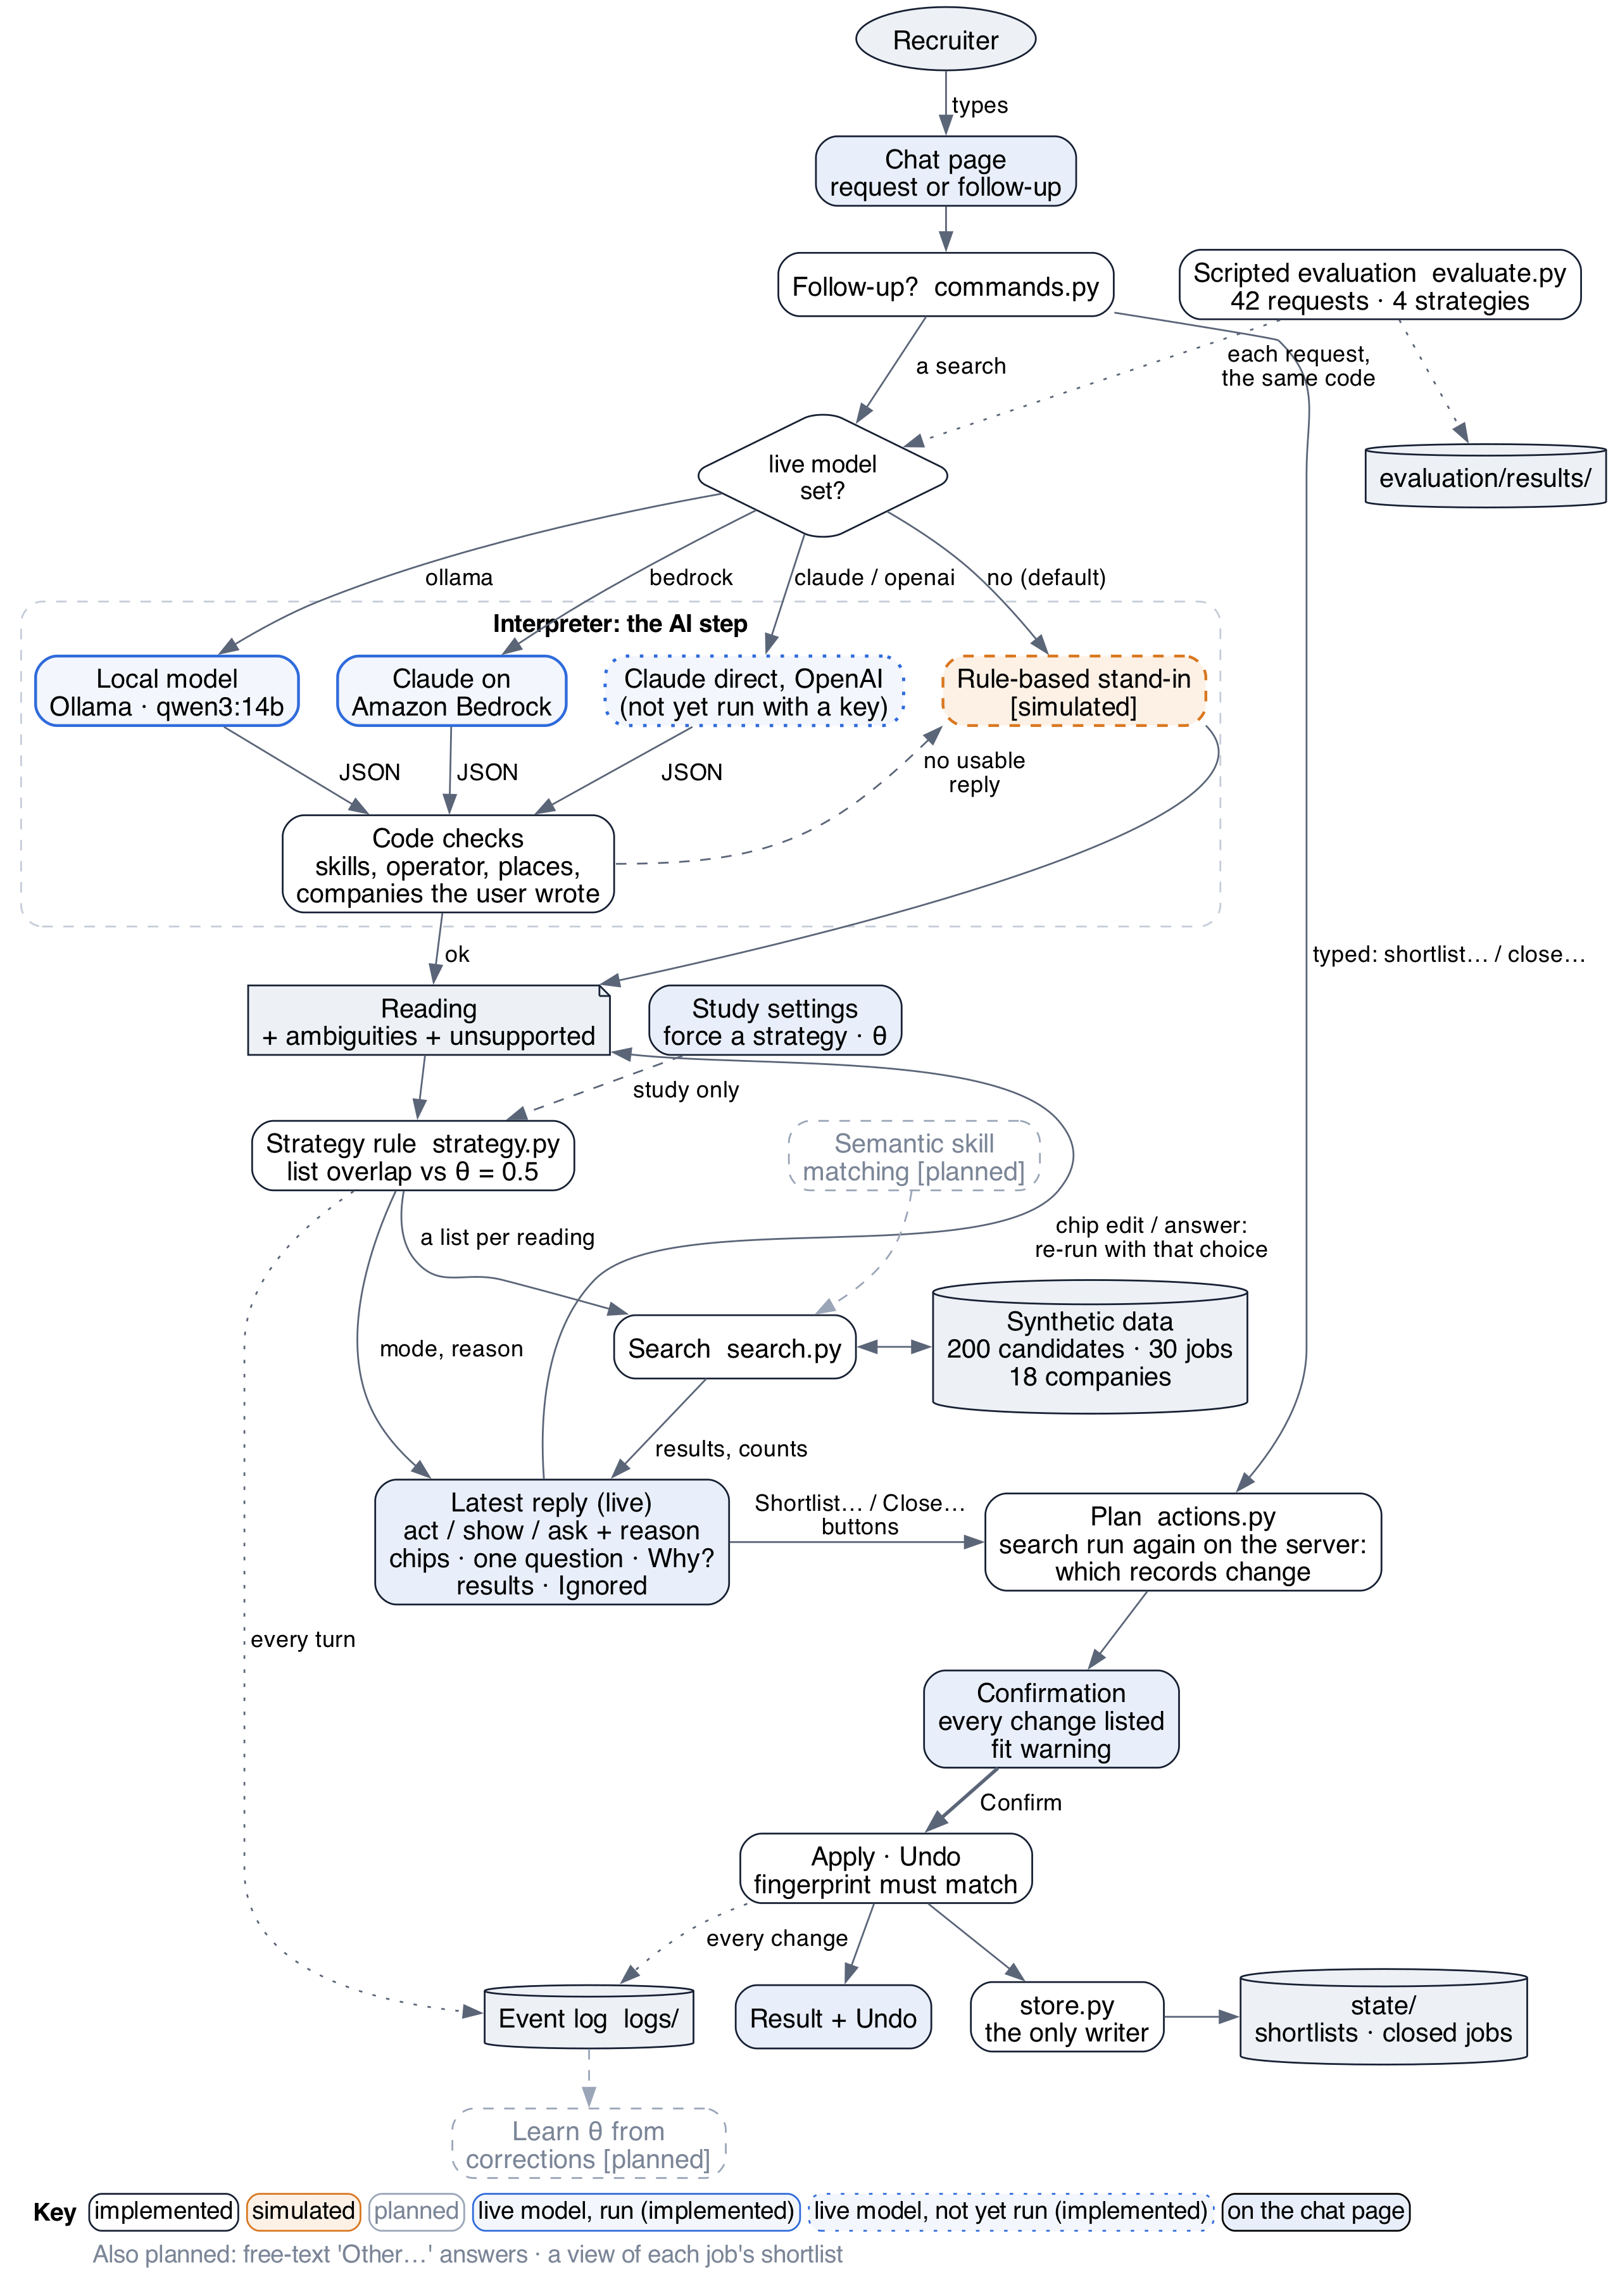 Recruiter
types
Chat page
request or follow-up
Follow-up?  commands.py
Scripted evaluation  evaluate.py
42 requests · 4 strategies
a search
each request,
the same code
live model
set?
evaluation/results/
ollama
bedrock
claude / openai
no (default)
Interpreter: the AI step
Local model
Ollama · qwen3:14b
Claude on
Amazon Bedrock
Claude direct, OpenAI
(not yet run with a key)
Rule-based stand-in
[simulated]
JSON
JSON
JSON
no usable
reply
Code checks
skills, operator, places,
companies the user wrote
ok
typed: shortlist… / close…
Reading
+ ambiguities + unsupported
Study settings
force a strategy · θ
study only
Strategy rule  strategy.py
list overlap vs θ = 0.5
Semantic skill
matching [planned]
a list per reading
chip edit / answer:
re-run with that choice
mode, reason
Search  search.py
Synthetic data
200 candidates · 30 jobs
18 companies
results, counts
Latest reply (live)
act / show / ask + reason
chips · one question · Why?
results · Ignored
Shortlist… / Close…
buttons
Plan  actions.py
search run again on the server:
which records change
every turn
Confirmation
every change listed
fit warning
Confirm
Apply · Undo
fingerprint must match
every change
Event log  logs/
Result + Undo
store.py
the only writer
state/
shortlists · closed jobs
Learn θ from
corrections [planned]
Key implemented simulated planned live model, run (implemented) live model, not yet run (implemented) on the chat page
Also planned: free-text 'Other…' answers · a view of each job's shortlist